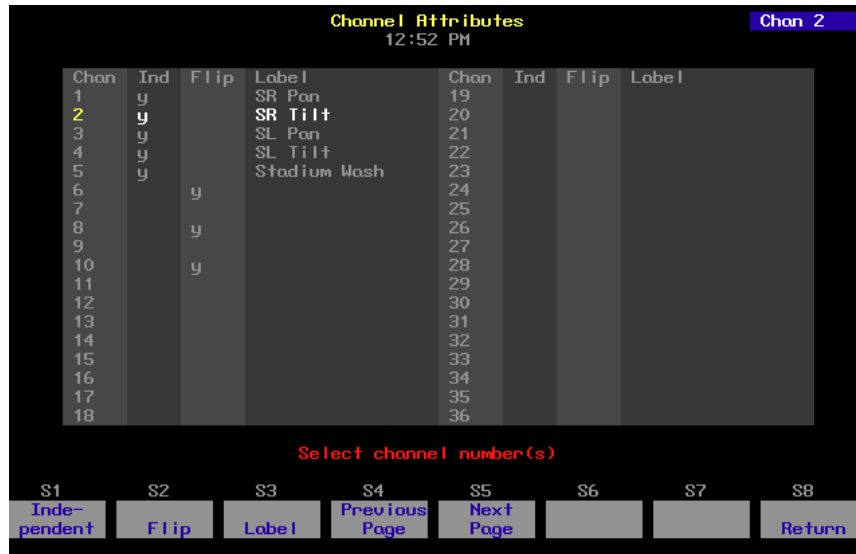 Channel Attributes
Chan 2
12:52 PM
Chan Ind Flip Label Chan Ind Flip Label
1 y SR Pan 19
2 y SR Tilt 20
3 y SL Pan 21
4 y SL Tilt 22
5 y Stadium Wash 23
6 y 24
7 25
8 y 26
9 27
10 y 28
11 29
12 30
13 31
14 32
15 33
16 34
17 35
18 36
Select channel number(s)
S1 S2 S3 S4 S5 S6 S7 S8
Inde- Previous Next
pendent Flip Label Page Page Return